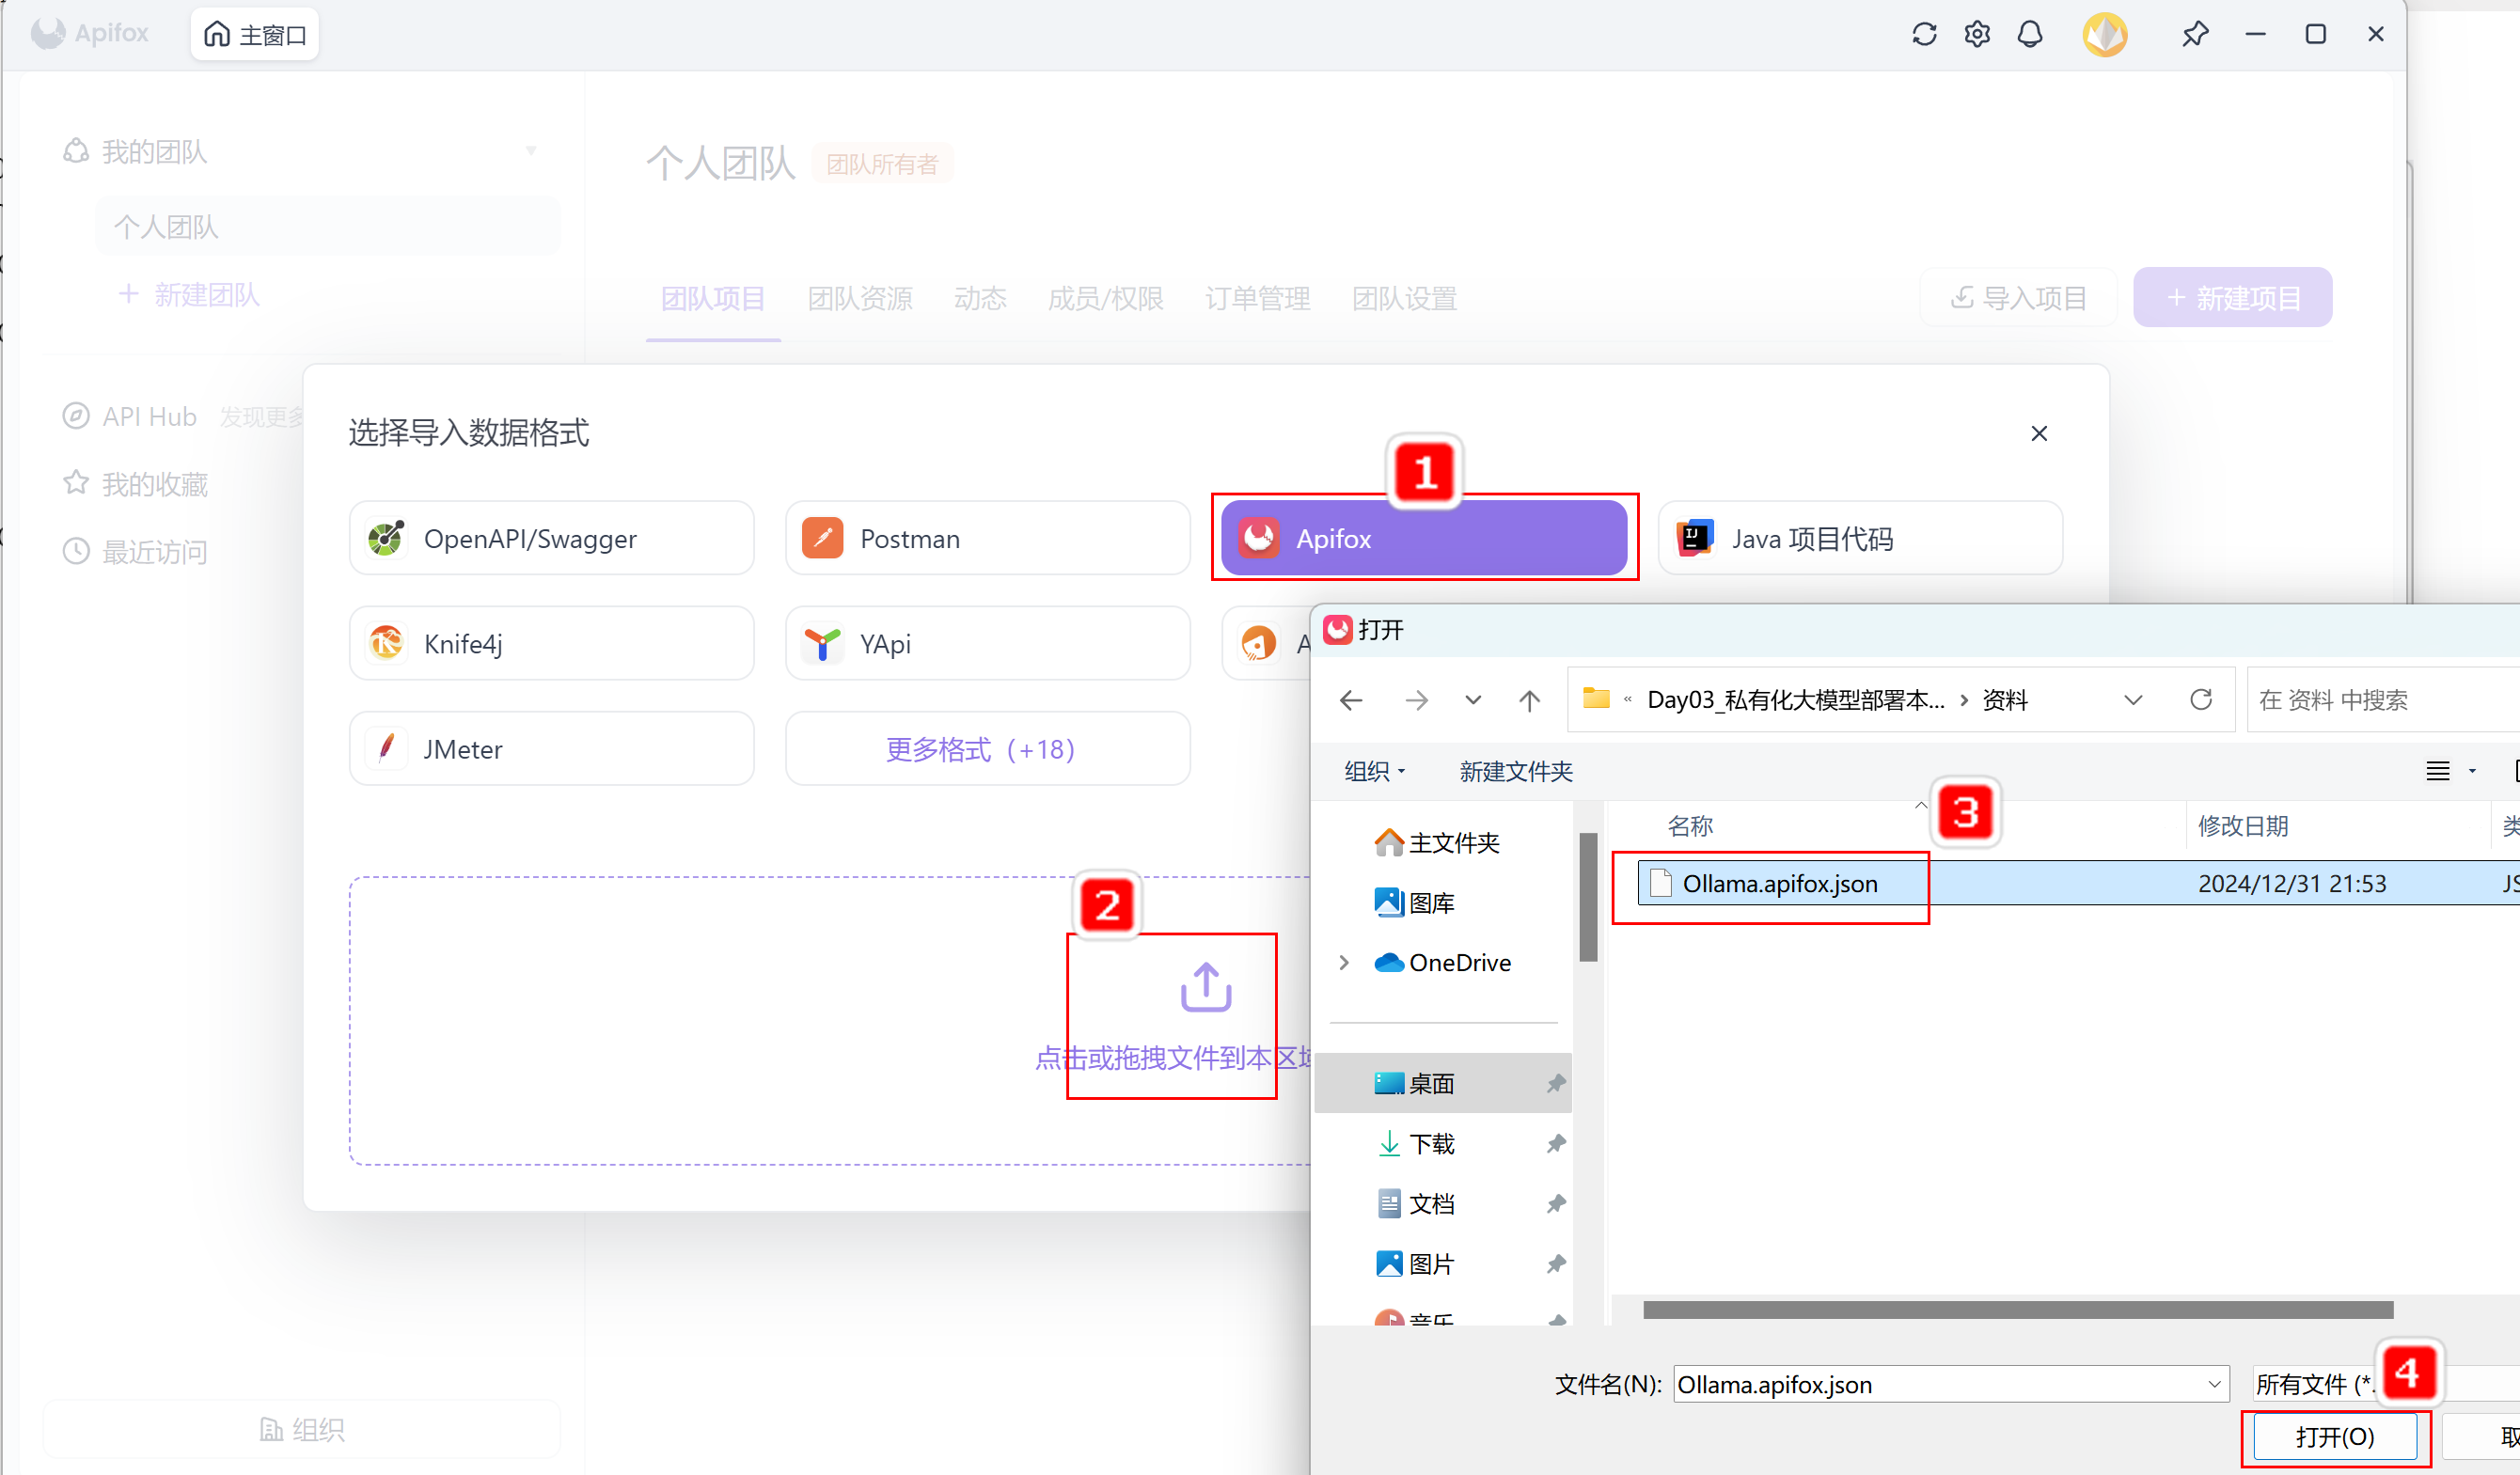 Apifox
主窗口
我的团队
个人团队
新建团队
API Hub 发现更多
我的收藏
最近访问
组织
个人团队 团队所有者
团队项目 团队资源 动态 成员/权限 订单管理 团队设置
导入项目
+ 新建项目
选择导入数据格式
1
OpenAPI/Swagger
Postman
Apifox
Java 项目代码
Knife4j
YApi
A
JMeter
更多格式（+18）
2
点击或拖拽文件到本区域
打开
« Day03_私有化大模型部署本... › 资料
在 资料 中搜索
组织
新建文件夹
3
名称
修改日期
Ollama.apifox.json
2024/12/31 21:53
JS
主文件夹
图库
OneDrive
桌面
下载
文档
图片
音乐
文件名(N):
Ollama.apifox.json
所有文件 (*.
4
打开(O)